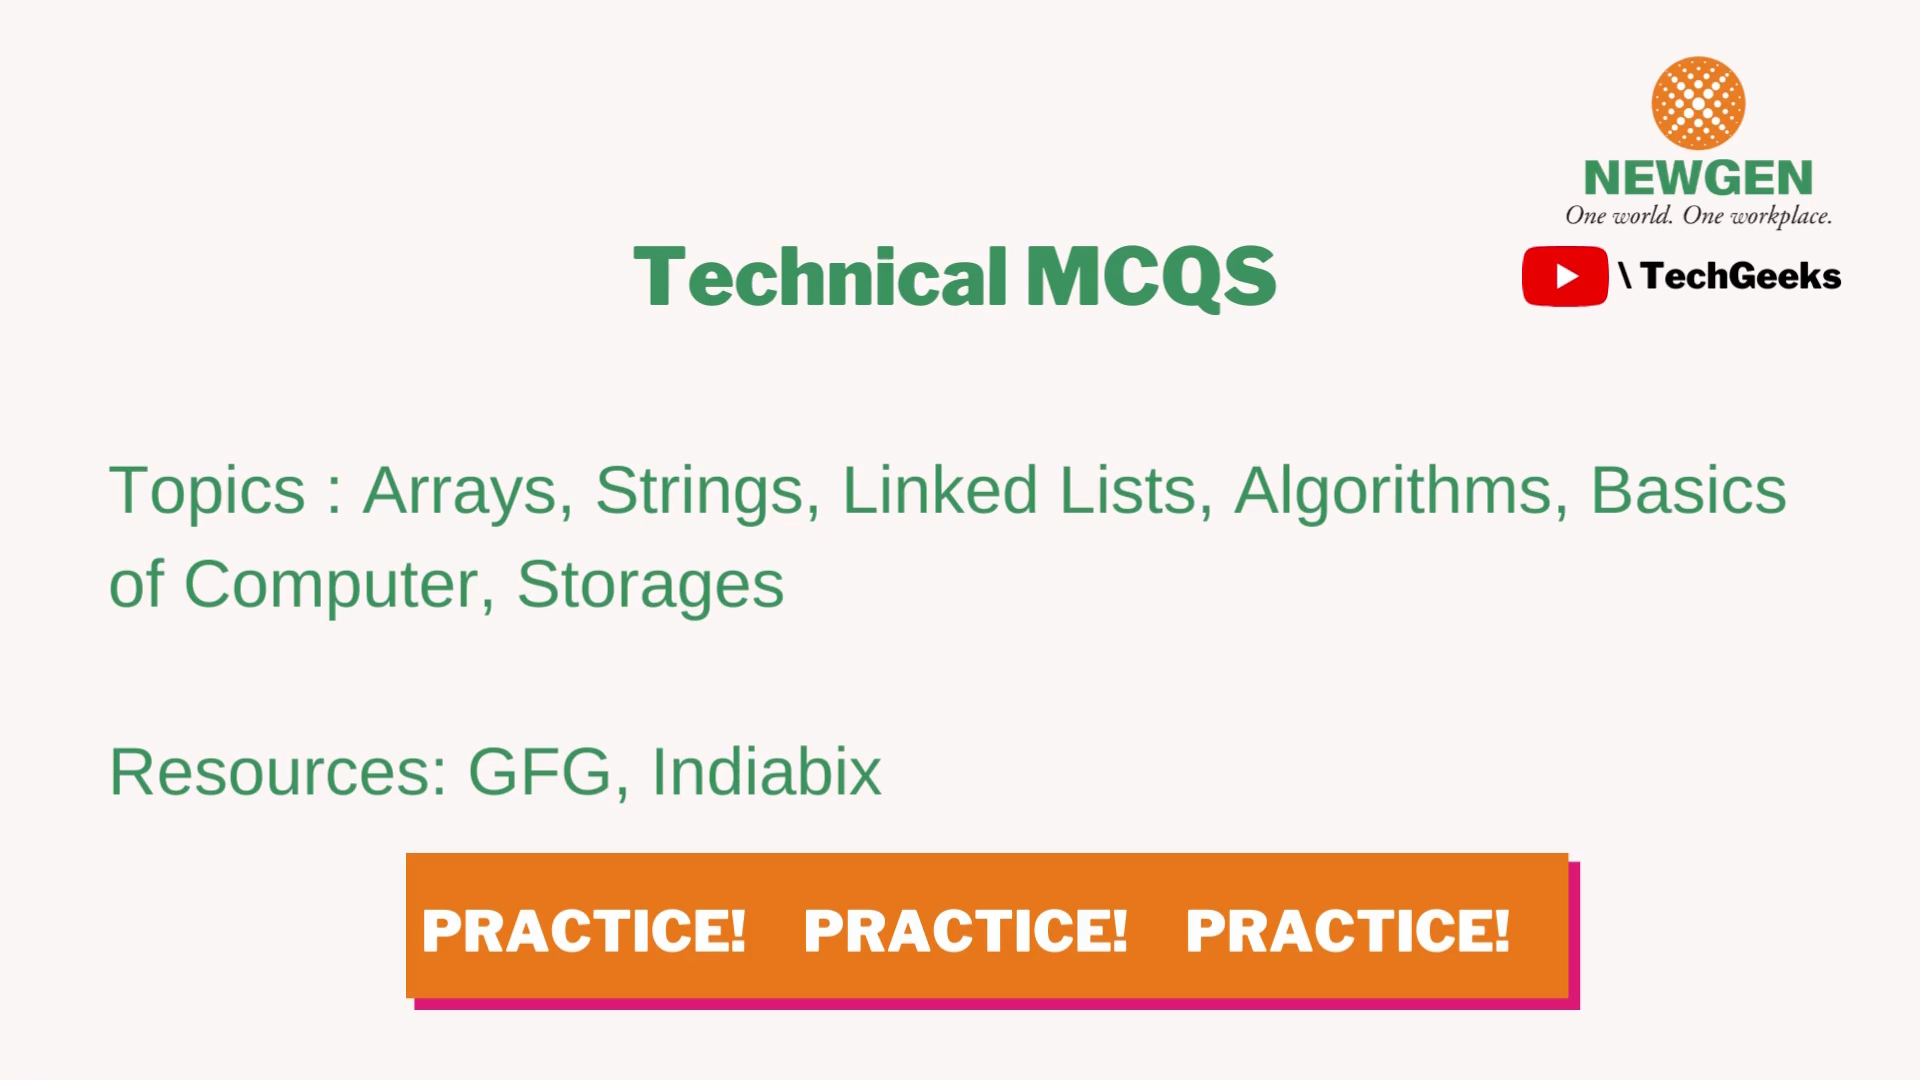 NEWGEN
One world. One workplace.
\ TechGeeks
Technical MCQS
Topics : Arrays, Strings, Linked Lists, Algorithms, Basics
of Computer, Storages
Resources: GFG, Indiabix
PRACTICE! PRACTICE! PRACTICE!